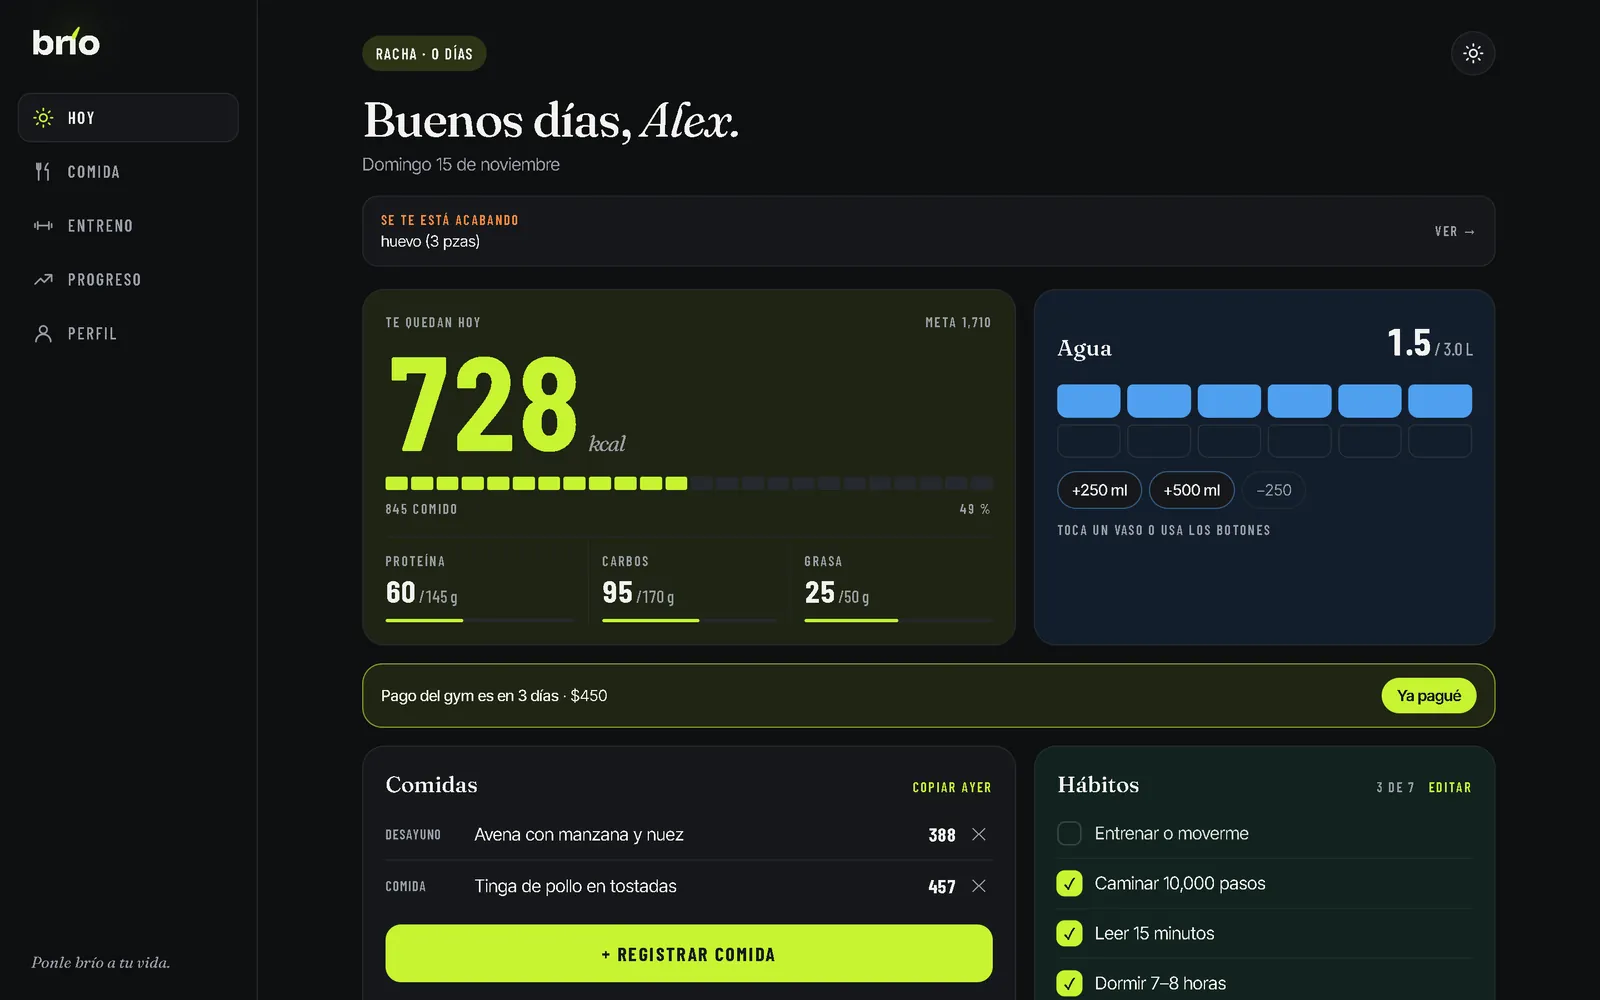 brío
HOY
COMIDA
ENTRENO
PROGRESO
PERFIL
Ponle brío a tu vida.
RACHA · 0 DÍAS
Buenos días, Alex.
Domingo 15 de noviembre
SE TE ESTÁ ACABANDO
huevo (3 pzas)
VER →
TE QUEDAN HOY
META 1,710
728 kcal
845 COMIDO
49 %
PROTEÍNA
60 /145 g
CARBOS
95 /170 g
GRASA
25 /50 g
Agua
1.5 / 3.0 L
+250 ml
+500 ml
−250
TOCA UN VASO O USA LOS BOTONES
Pago del gym es en 3 días · $450
Ya pagué
Comidas
COPIAR AYER
DESAYUNO
Avena con manzana y nuez
388
COMIDA
Tinga de pollo en tostadas
457
+ REGISTRAR COMIDA
Hábitos
3 DE 7
EDITAR
Entrenar o moverme
Caminar 10,000 pasos
Leer 15 minutos
Dormir 7–8 horas